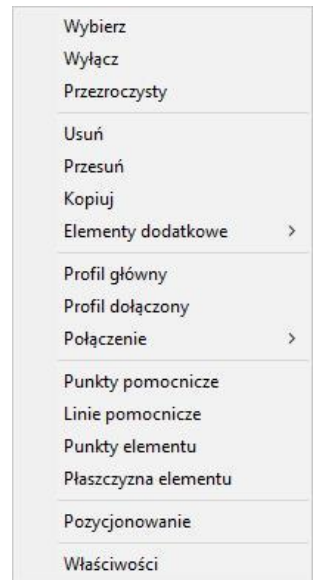 Wybierz
Wyłącz
Przezroczysty
Usuń
Przesuń
Kopiuj
Elementy dodatkowe
Profil główny
Profil dołączony
Połączenie
Punkty pomocnicze
Linie pomocnicze
Punkty elementu
Płaszczyzna elementu
Pozycjonowanie
Właściwości